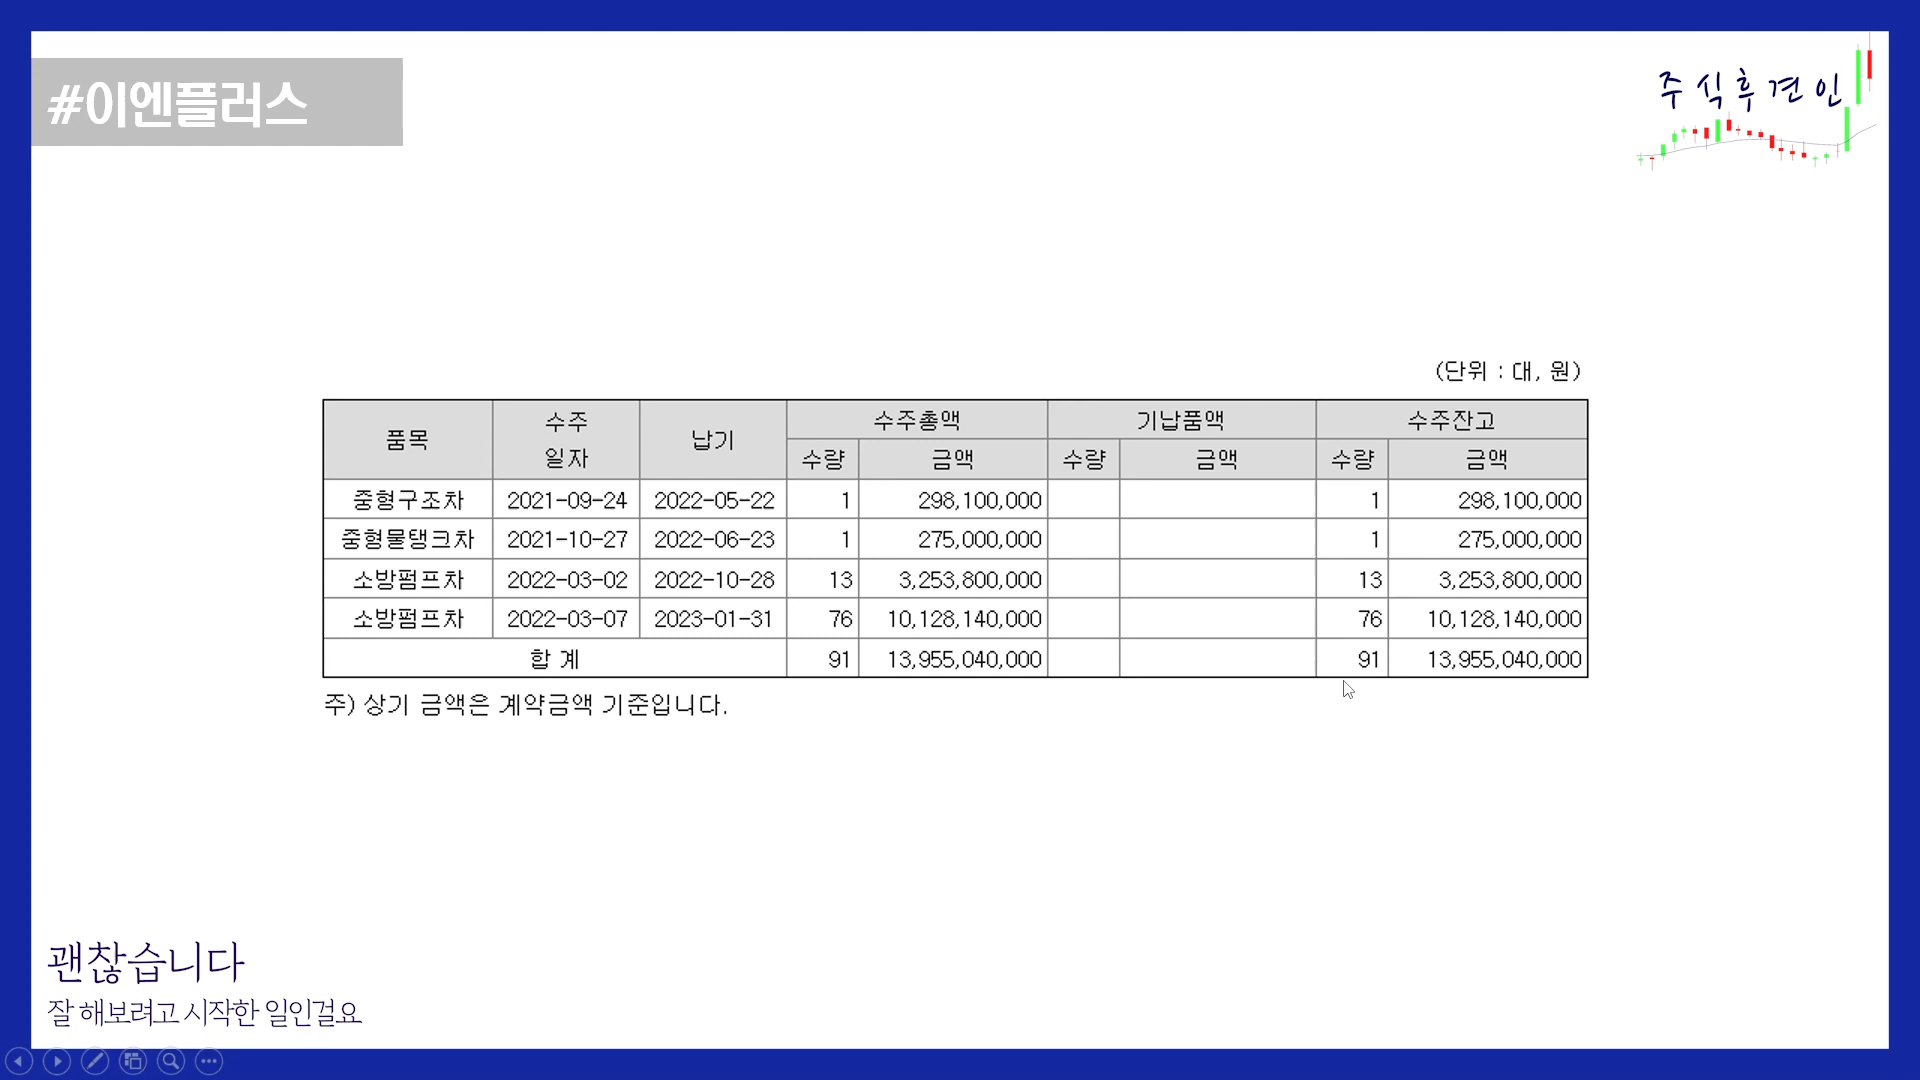 #이엔플러스
주식후견인
(단위 : 대, 원)
품목 수주 일자 납기 수주총액 기납품액 수주잔고
수량 금액 수량 금액 수량 금액
중형구조차 2021-09-24 2022-05-22 1 298,100,000 1 298,100,000
중형물탱크차 2021-10-27 2022-06-23 1 275,000,000 1 275,000,000
소방펌프차 2022-03-02 2022-10-28 13 3,253,800,000 13 3,253,800,000
소방펌프차 2022-03-07 2023-01-31 76 10,128,140,000 76 10,128,140,000
합 계 91 13,955,040,000 91 13,955,040,000
주) 상기 금액은 계약금액 기준입니다.
괜찮습니다
잘 해보려고 시작한 일인걸요